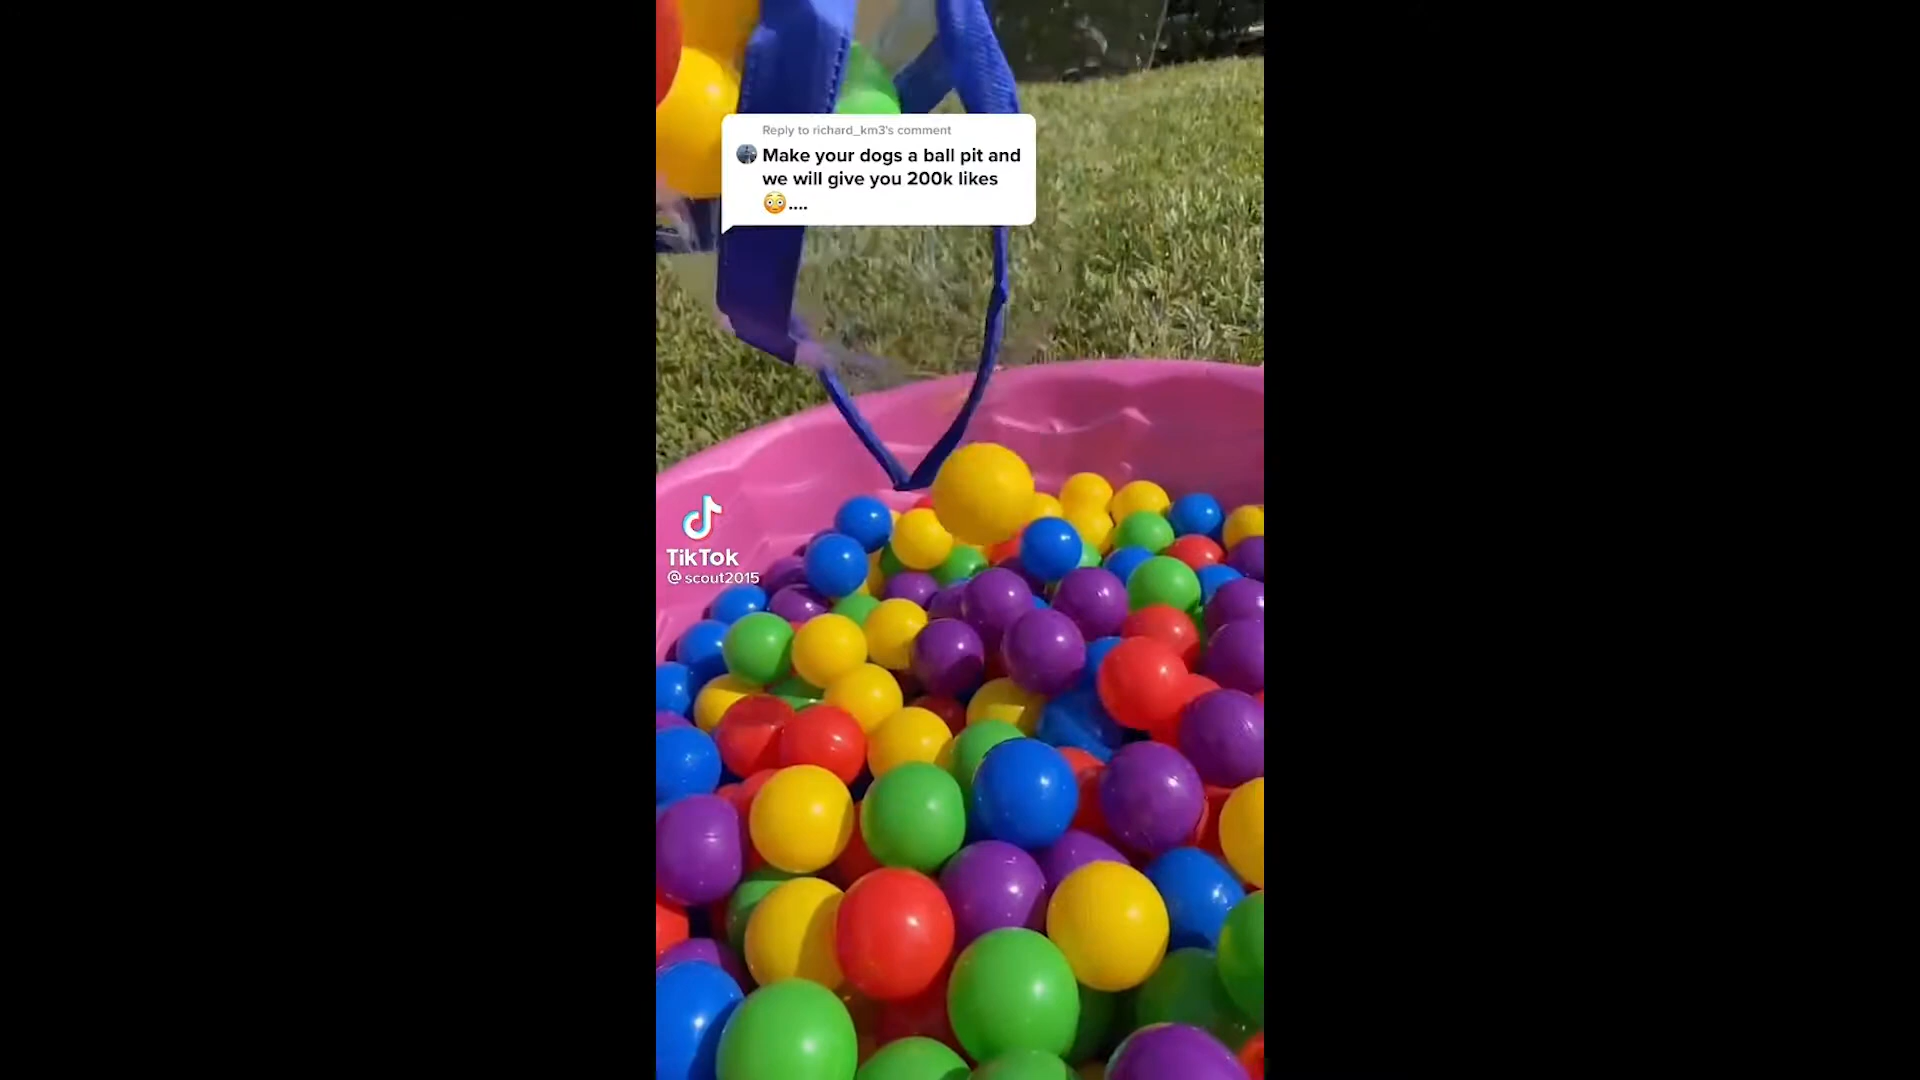 Reply to richard_km3's comment
Make your dogs a ball pit and
we will give you 200k likes
😳....
TikTok
@scout2015